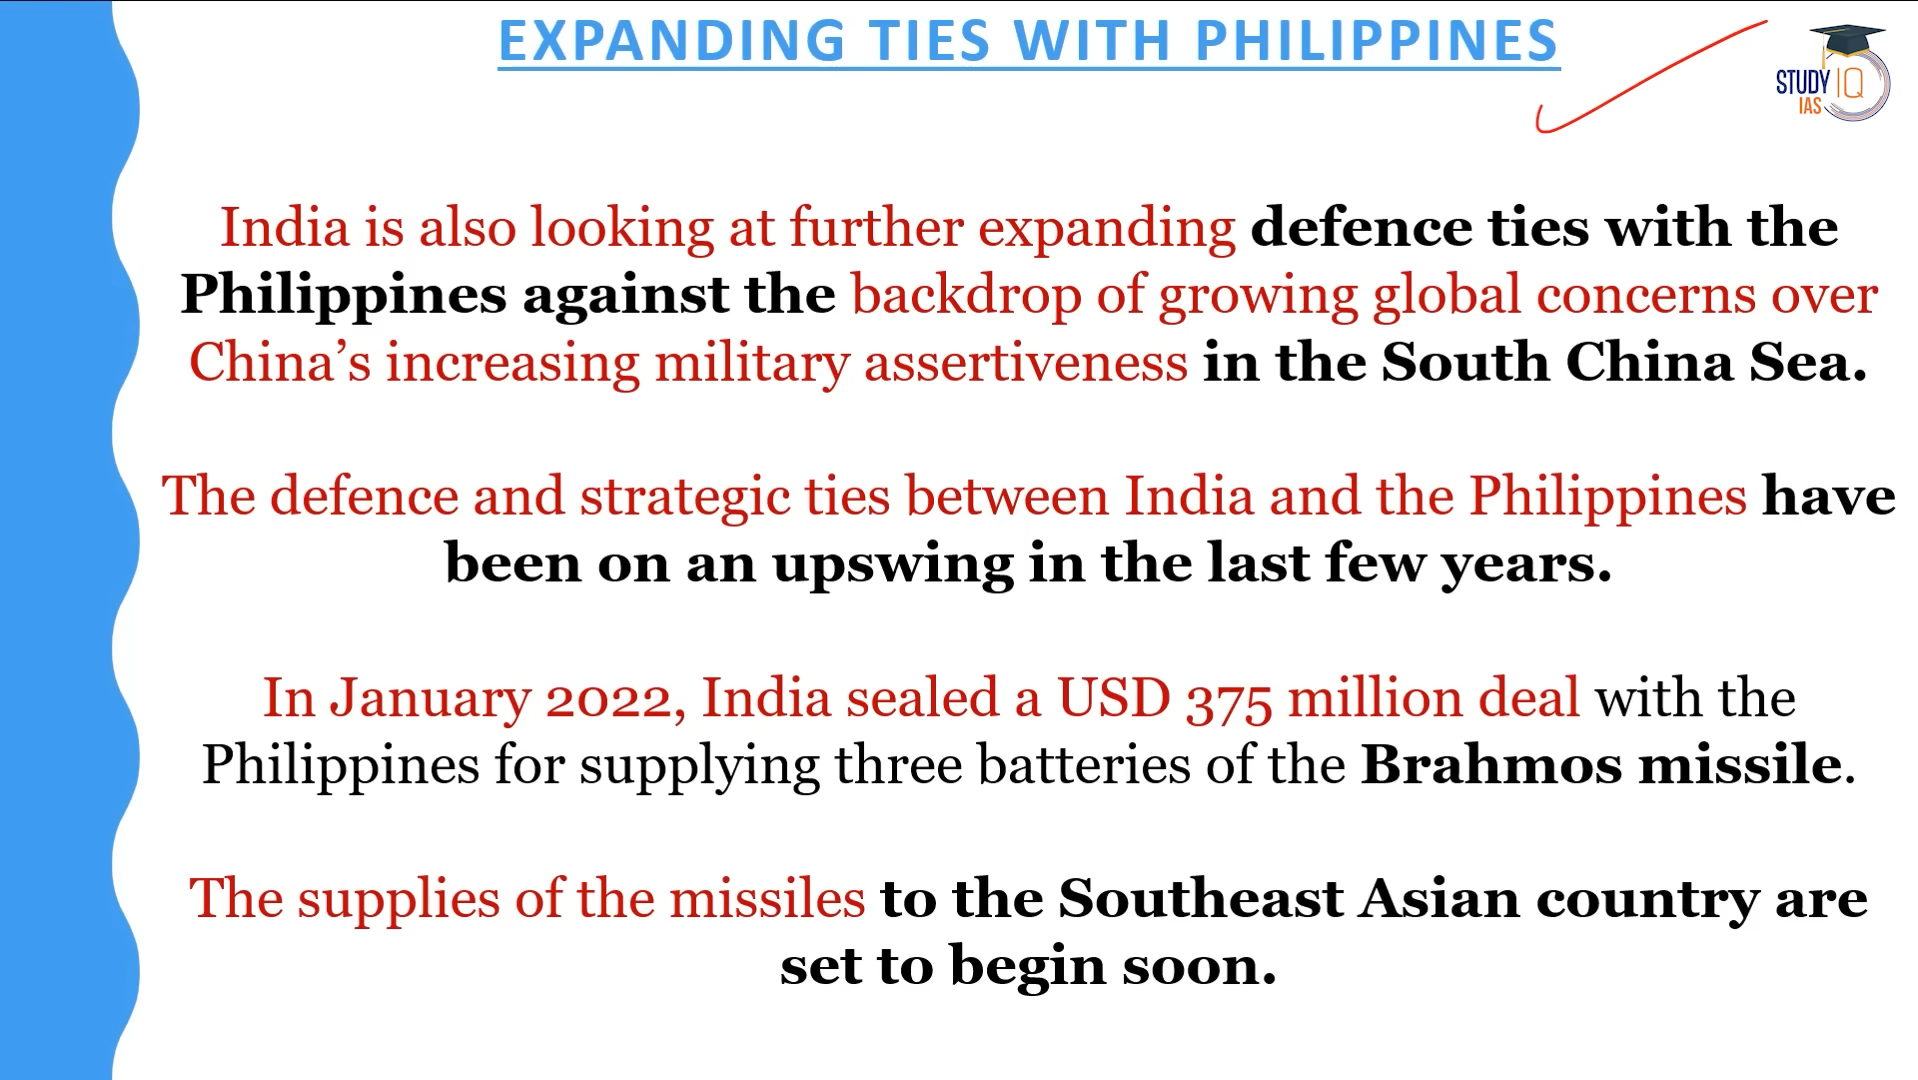 EXPANDING TIES WITH PHILIPPINES
STUDY IQ
IAS
India is also looking at further expanding defence ties with the
Philippines against the backdrop of growing global concerns over
China’s increasing military assertiveness in the South China Sea.
The defence and strategic ties between India and the Philippines have
been on an upswing in the last few years.
In January 2022, India sealed a USD 375 million deal with the
Philippines for supplying three batteries of the Brahmos missile.
The supplies of the missiles to the Southeast Asian country are
set to begin soon.